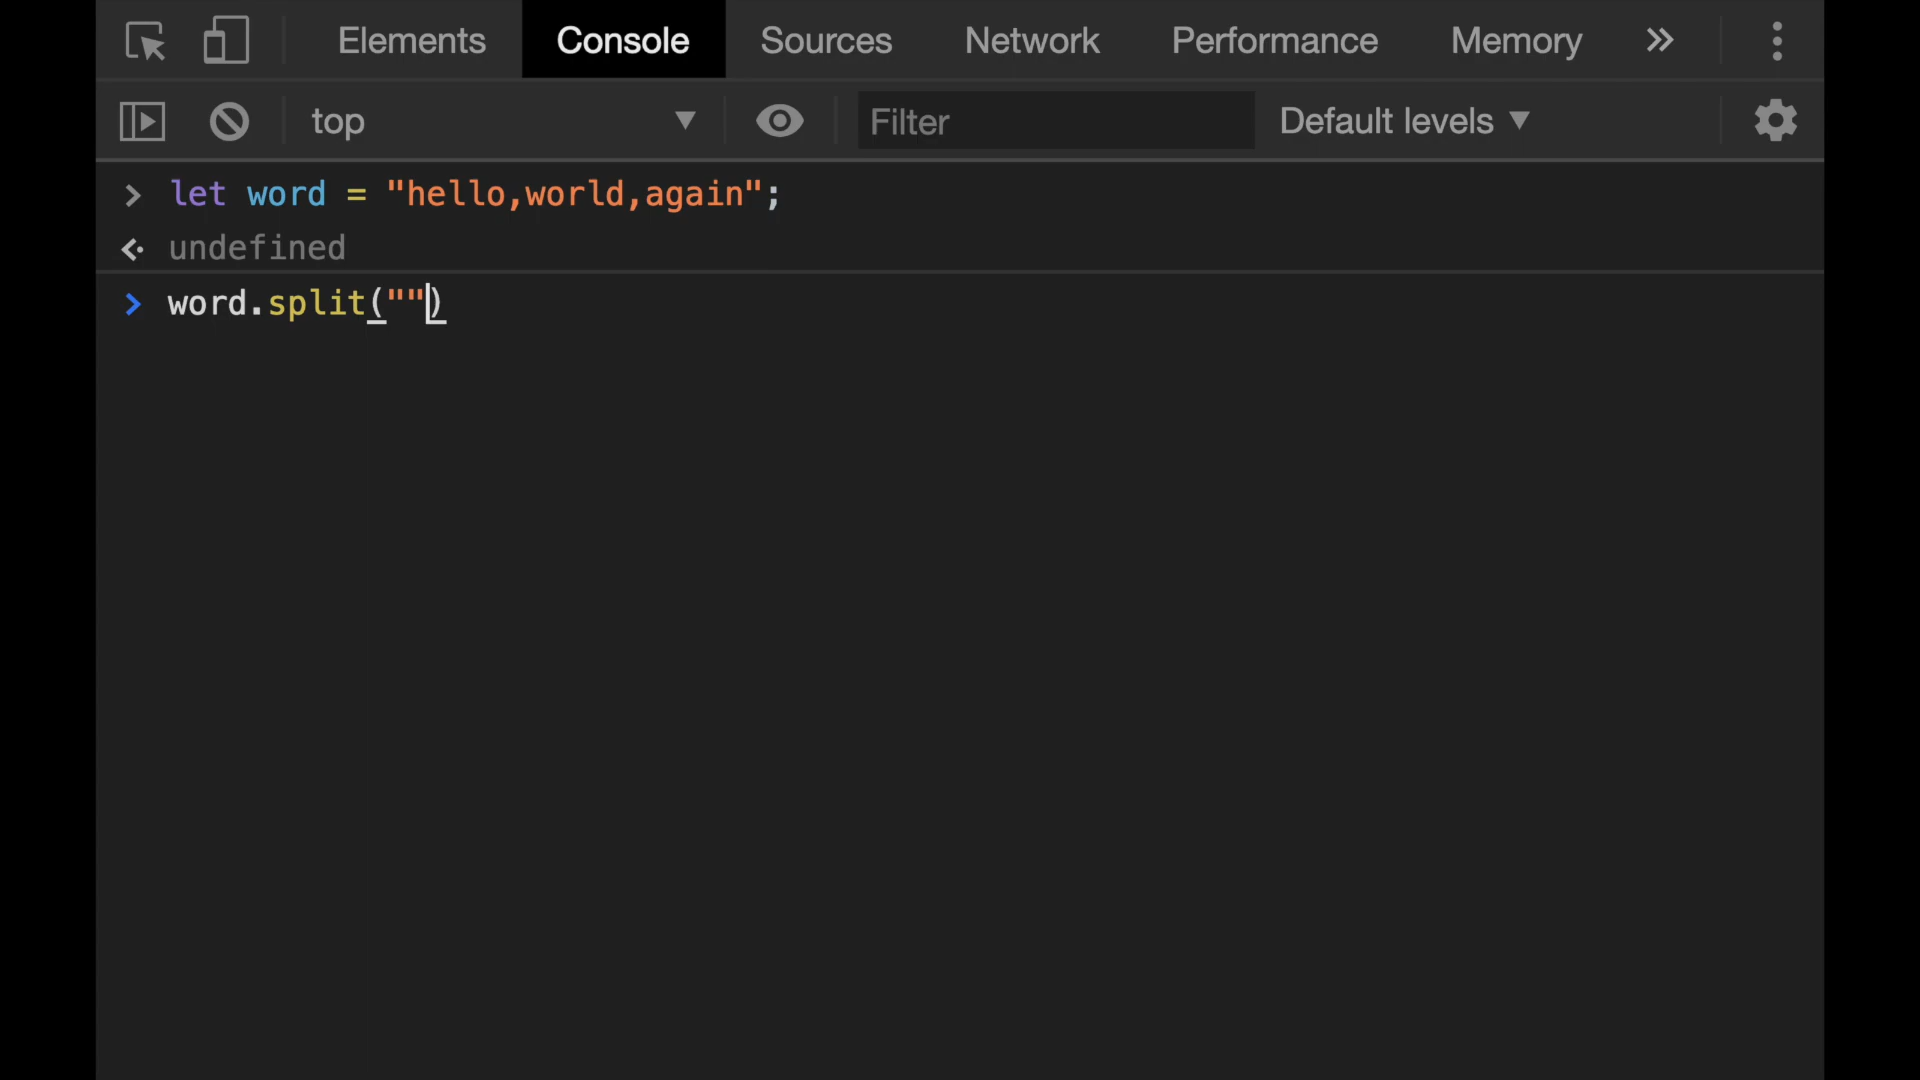 Elements Console Sources Network Performance Memory »
top ▼ Filter Default levels ▼
> let word = "hello,world,again";
undefined
> word.split("")